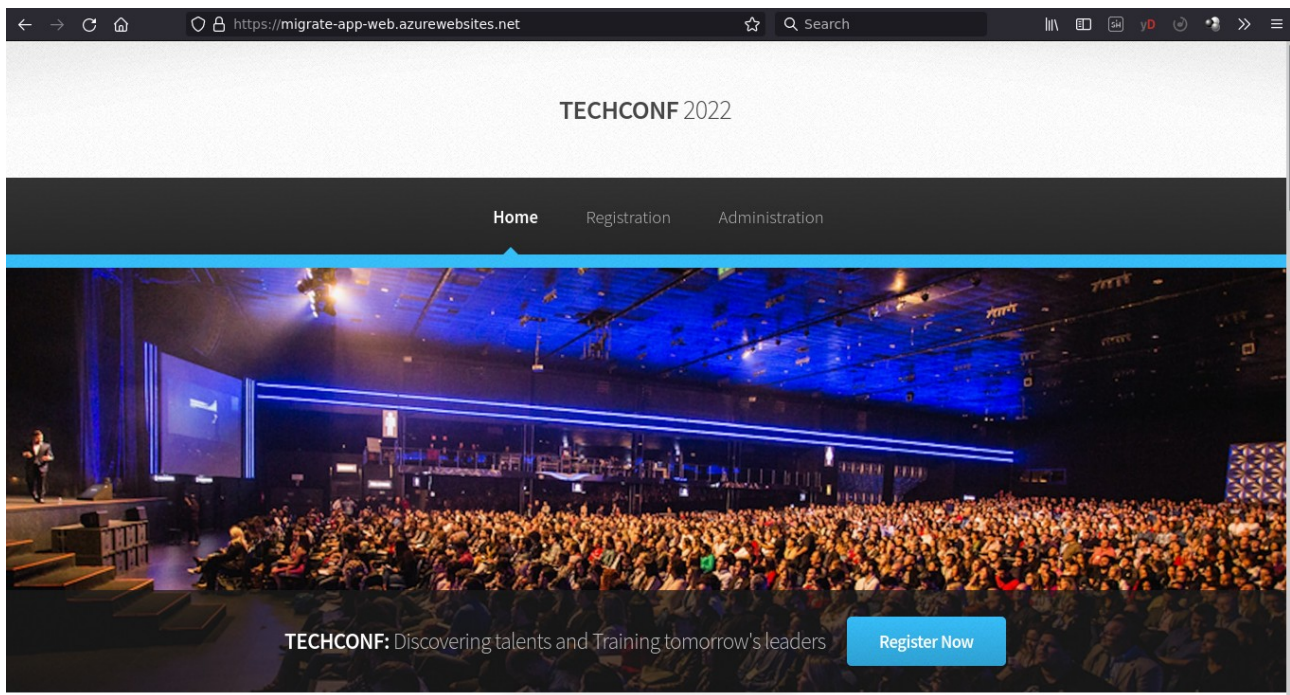 https://migrate-app-web.azurewebsites.net
Search
yD
TECHCONF 2022
Home Registration Administration
TECHCONF: Discovering talents and Training tomorrow's leaders
Register Now